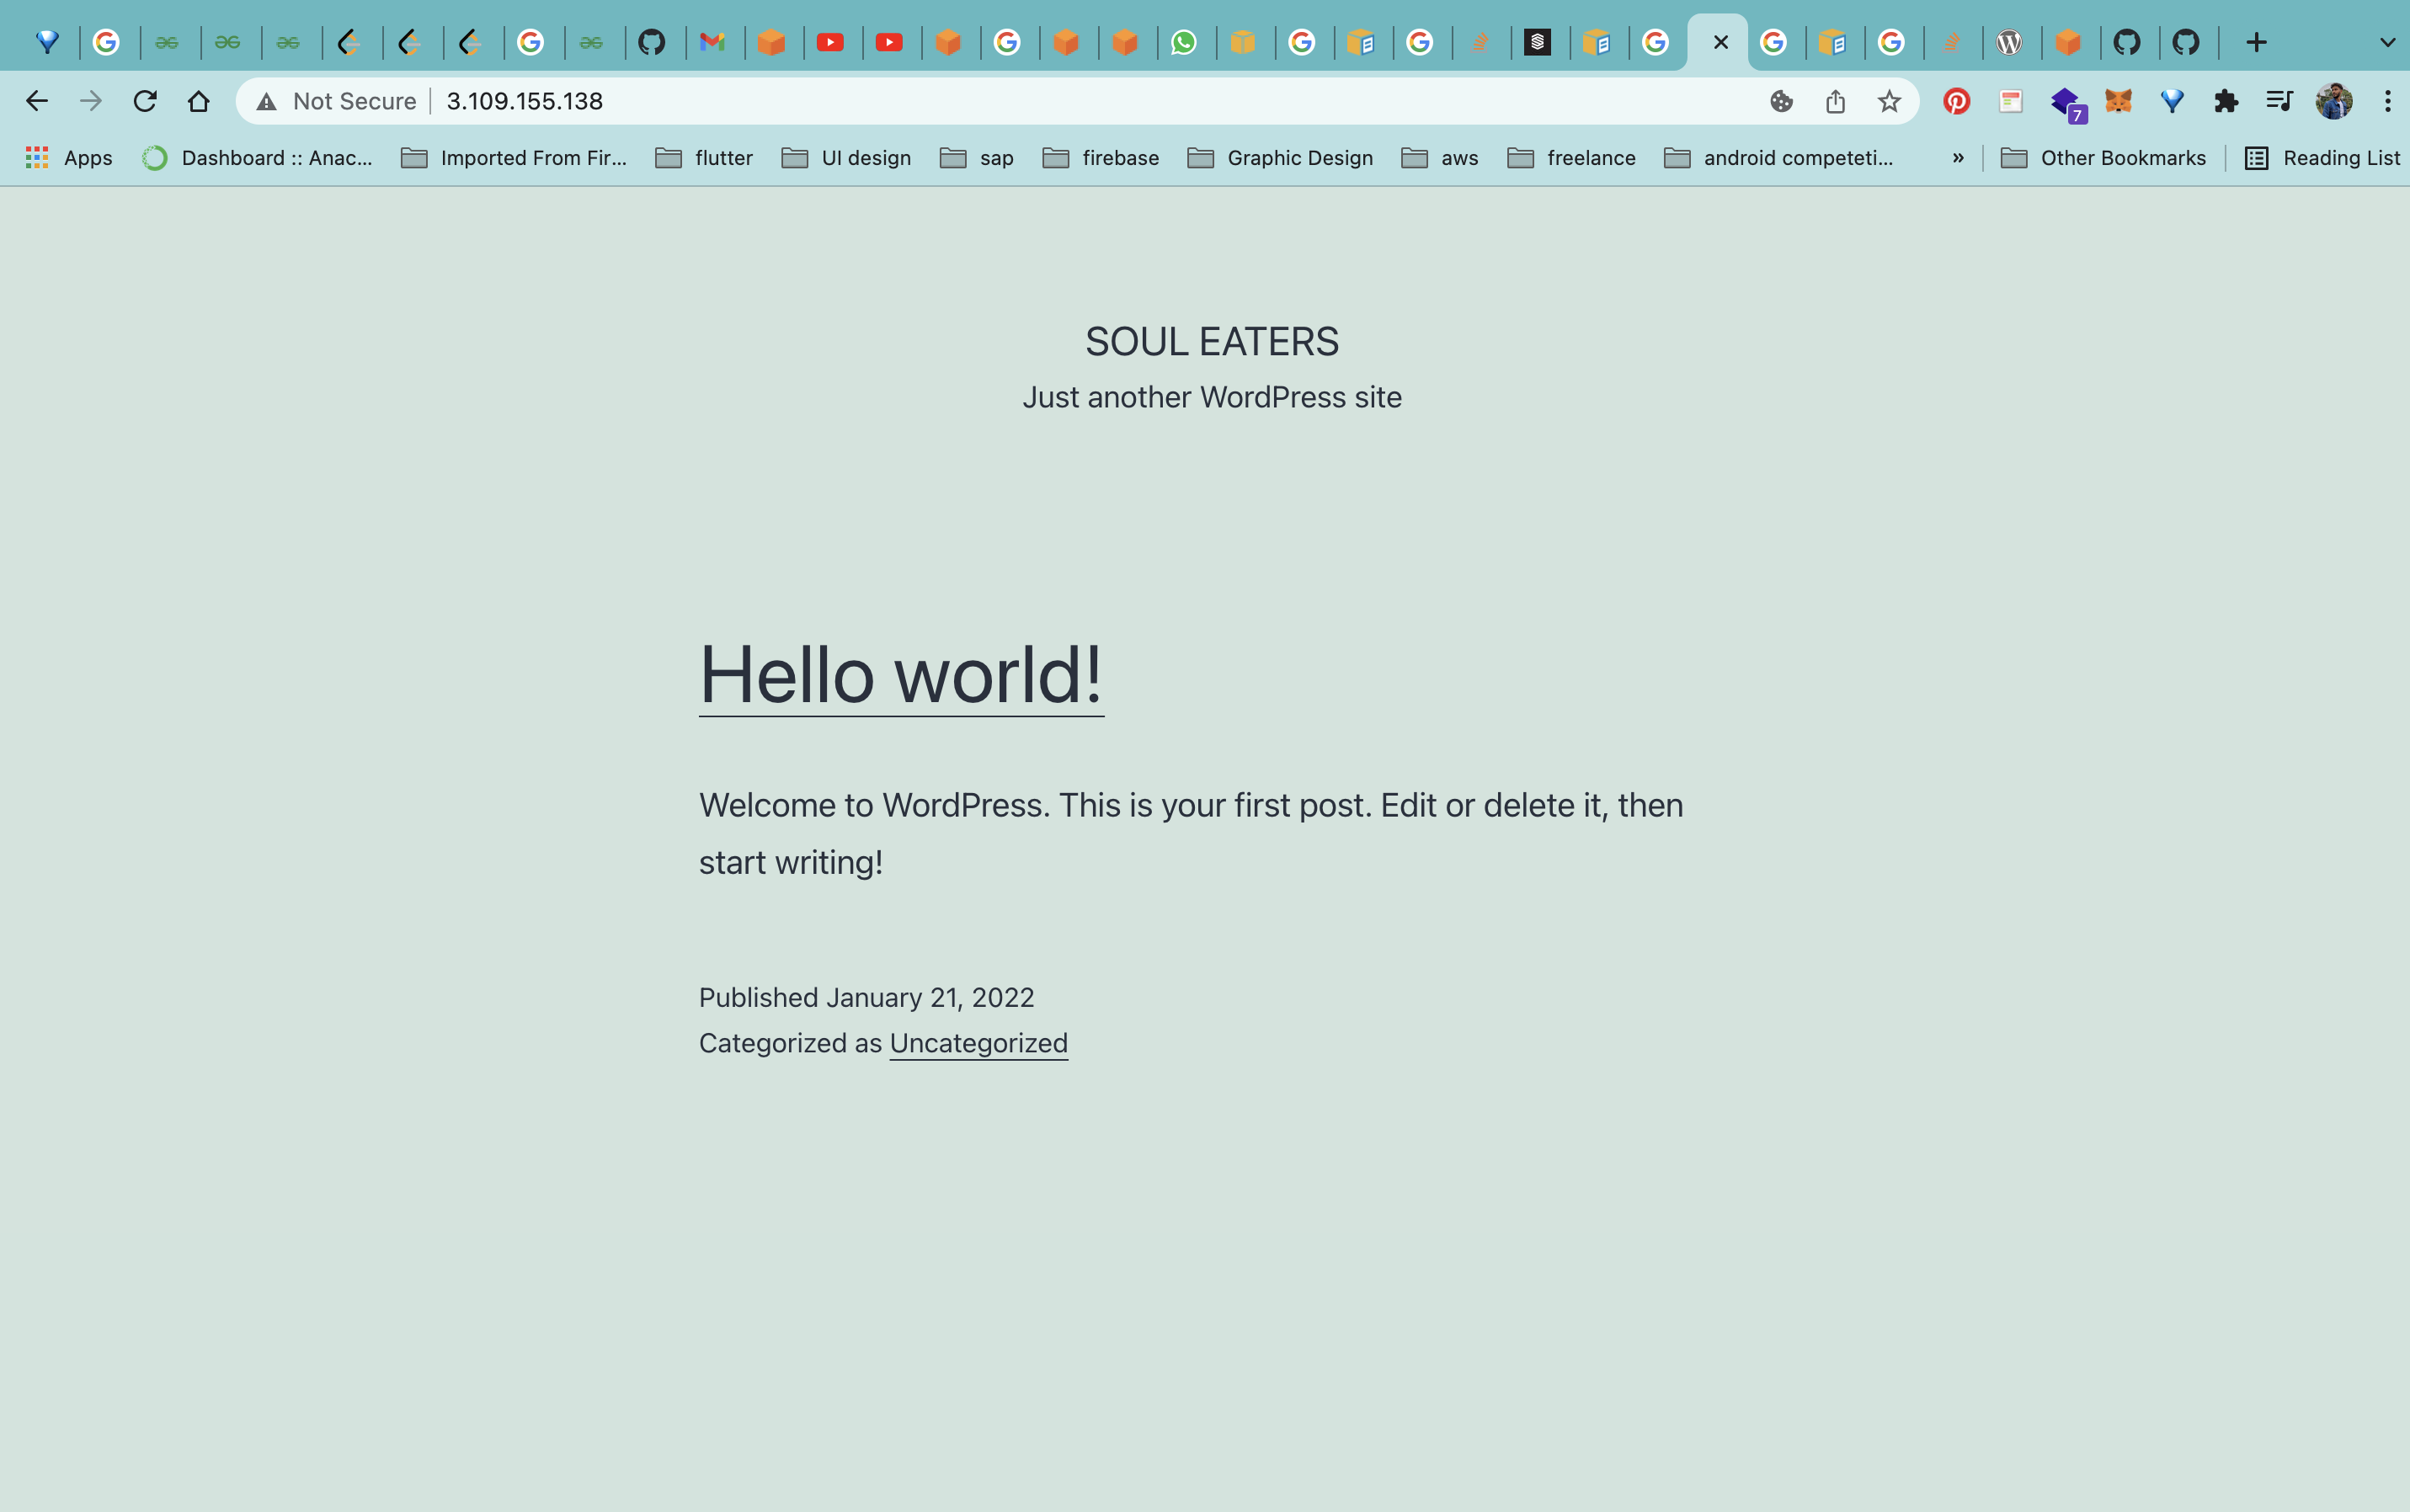 Not Secure 3.109.155.138
7
Apps Dashboard :: Anac... Imported From Fir... flutter UI design sap firebase Graphic Design aws freelance android competeti... » Other Bookmarks Reading List
SOUL EATERS
Just another WordPress site
Hello world!
Welcome to WordPress. This is your first post. Edit or delete it, then
start writing!
Published January 21, 2022
Categorized as Uncategorized